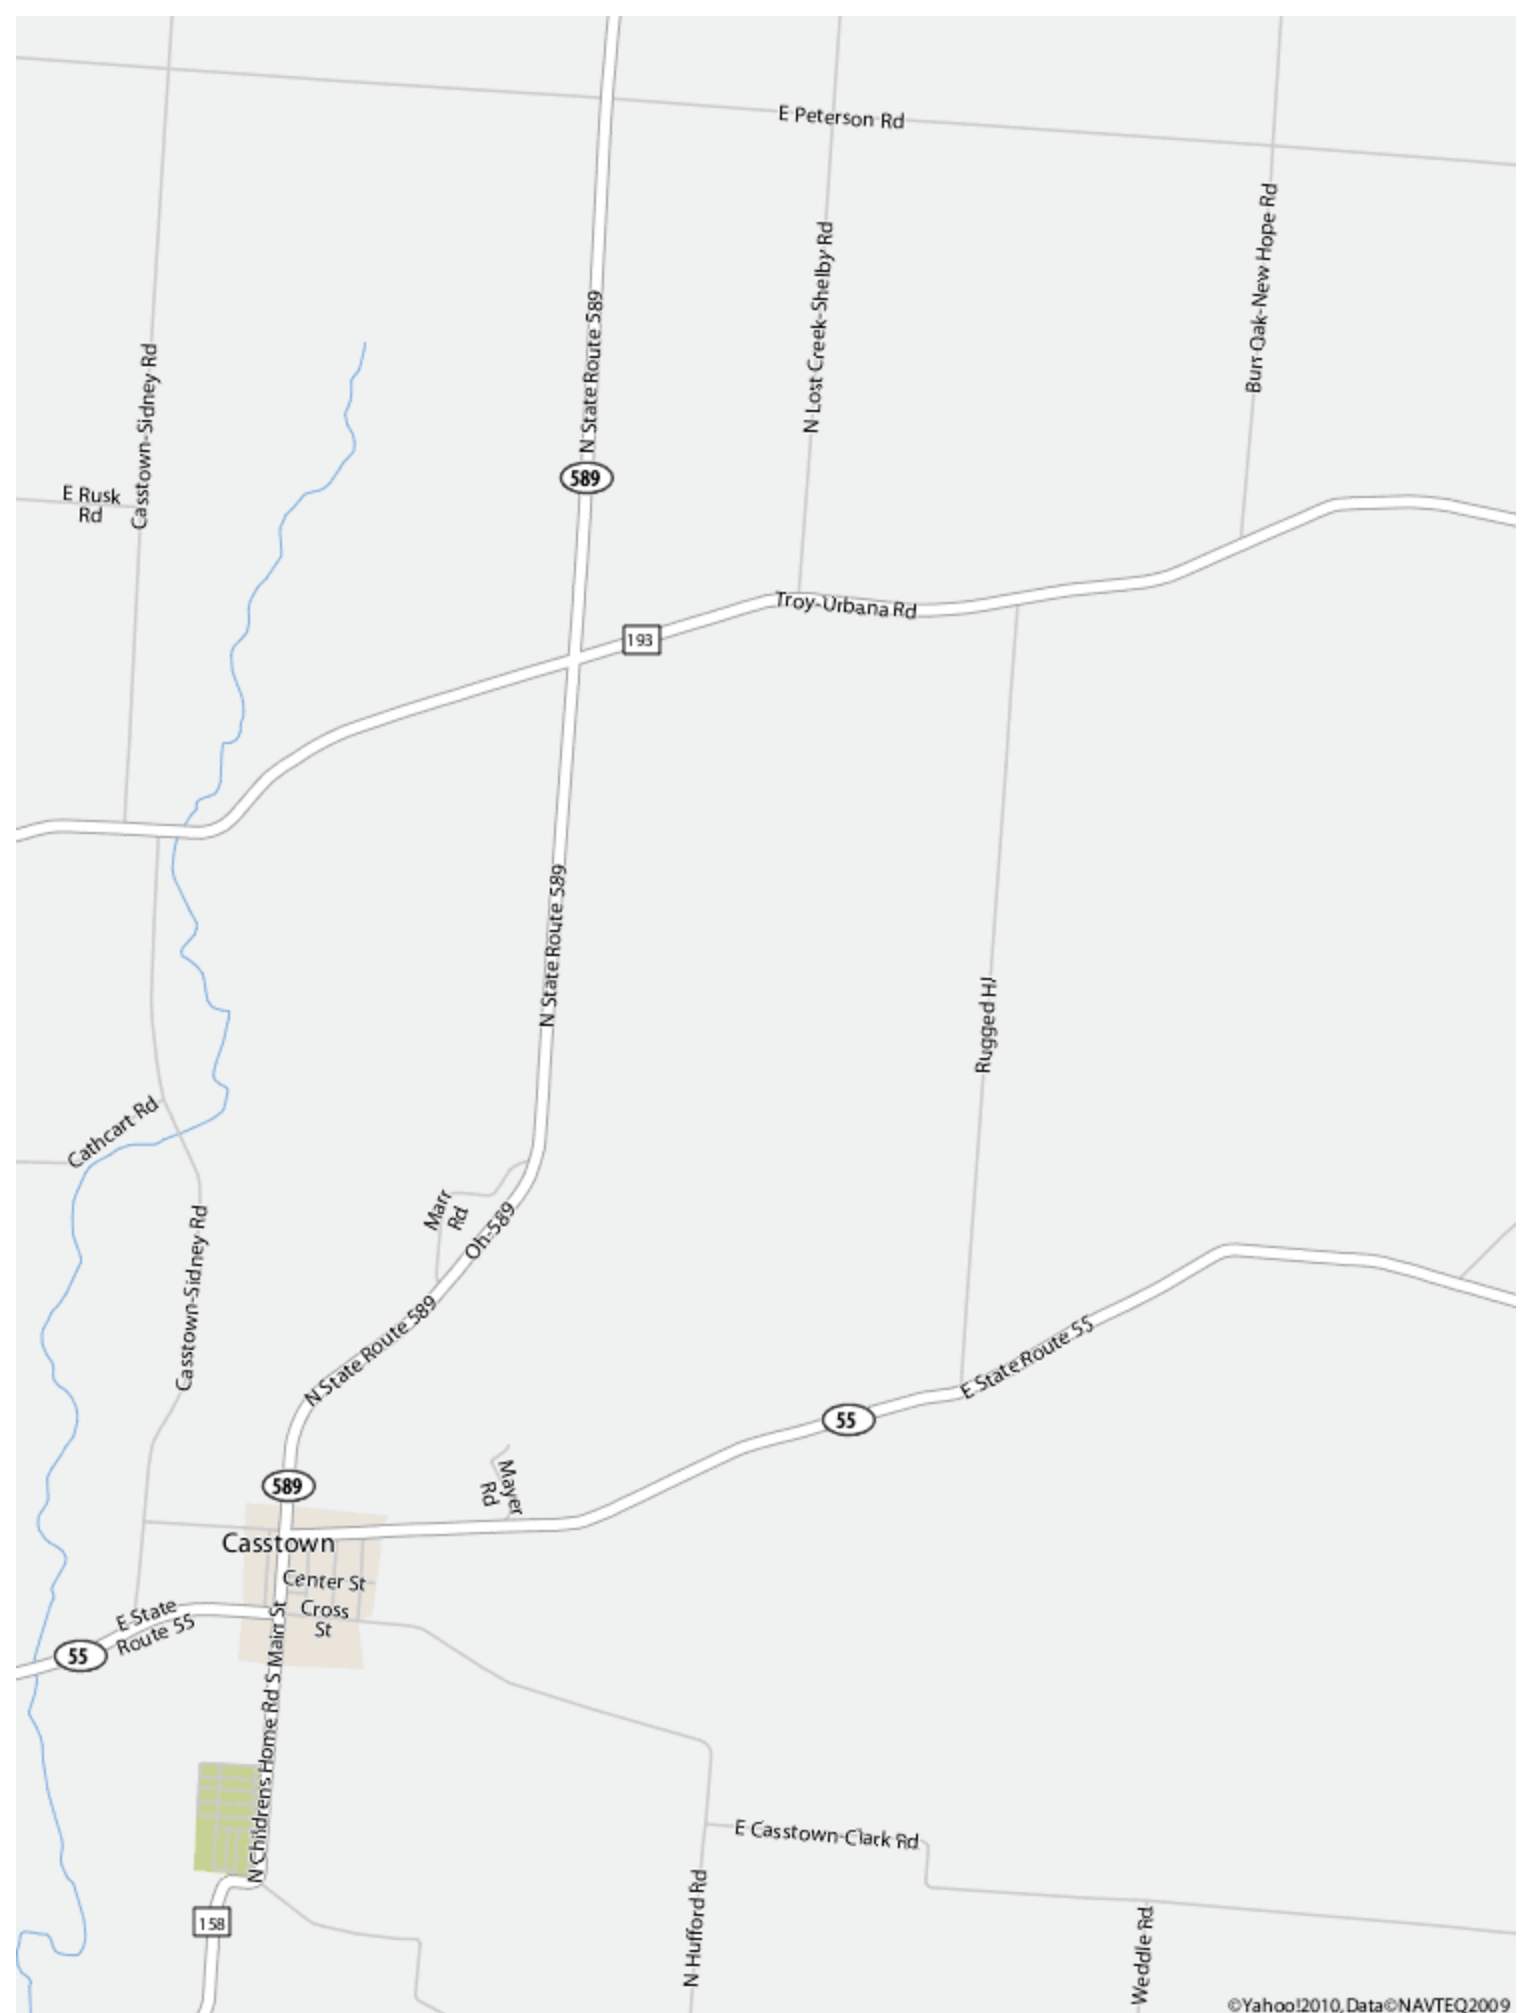 E Peterson Rd
Burr Oak-New Hope Rd
N Lost Creek-Shelby Rd
N State Route 589
Casstown-Sidney Rd
589
E Rusk
Rd
Troy-Urbana Rd
193
N State Route 589
Rugged Hl
Cathcart Rd
Marr
Rd
Oh-589
Casstown-Sidney Rd
N State Route 589
E State Route 55
55
589
Mayer
Rd
Casstown
Center St
Cross
St
E State
Route 55
55
S Main St
N Childrens Home Rd
E Casstown-Clark Rd
N Hufford Rd
158
Weddle Rd
©Yahoo!2010,Data©NAVTEQ2009